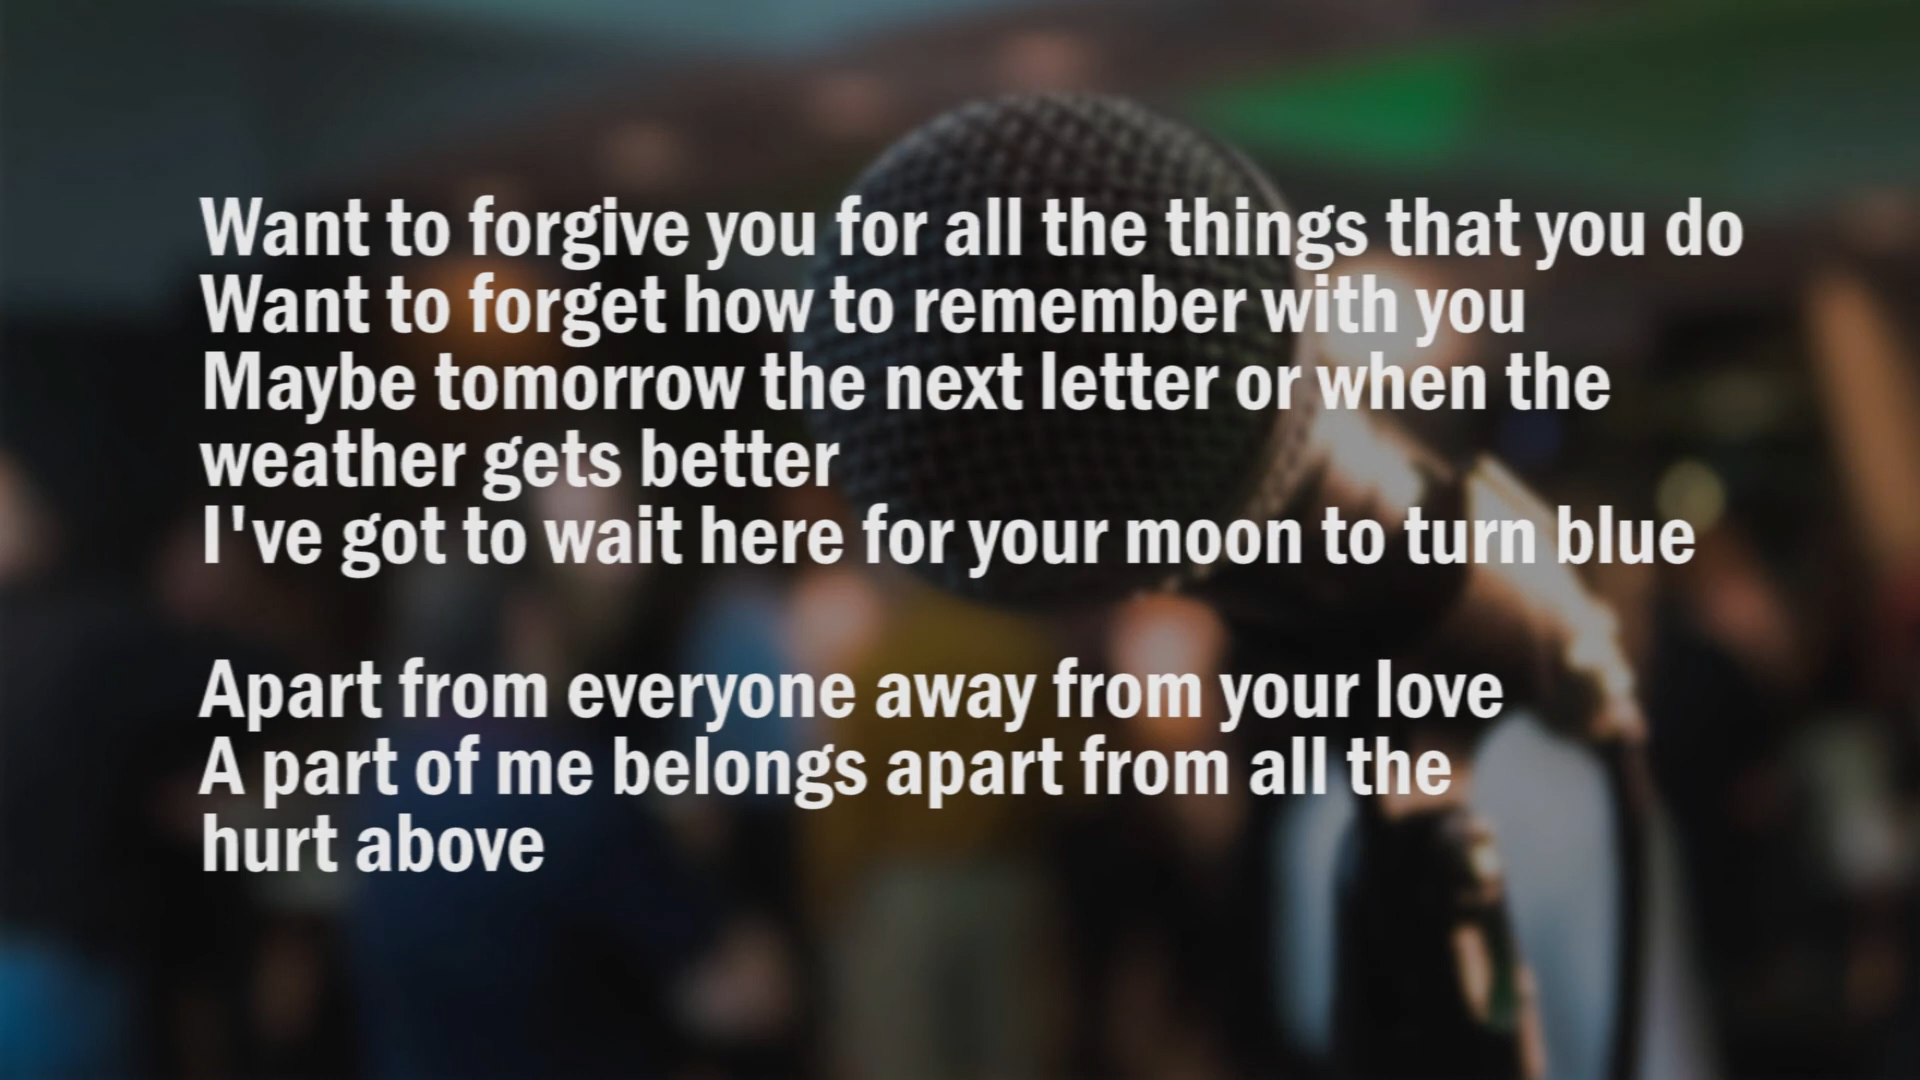 Want to forgive you for all the things that you do
Want to forget how to remember with you
Maybe tomorrow the next letter or when the
weather gets better
I've got to wait here for your moon to turn blue
Apart from everyone away from your love
A part of me belongs apart from all the
hurt above